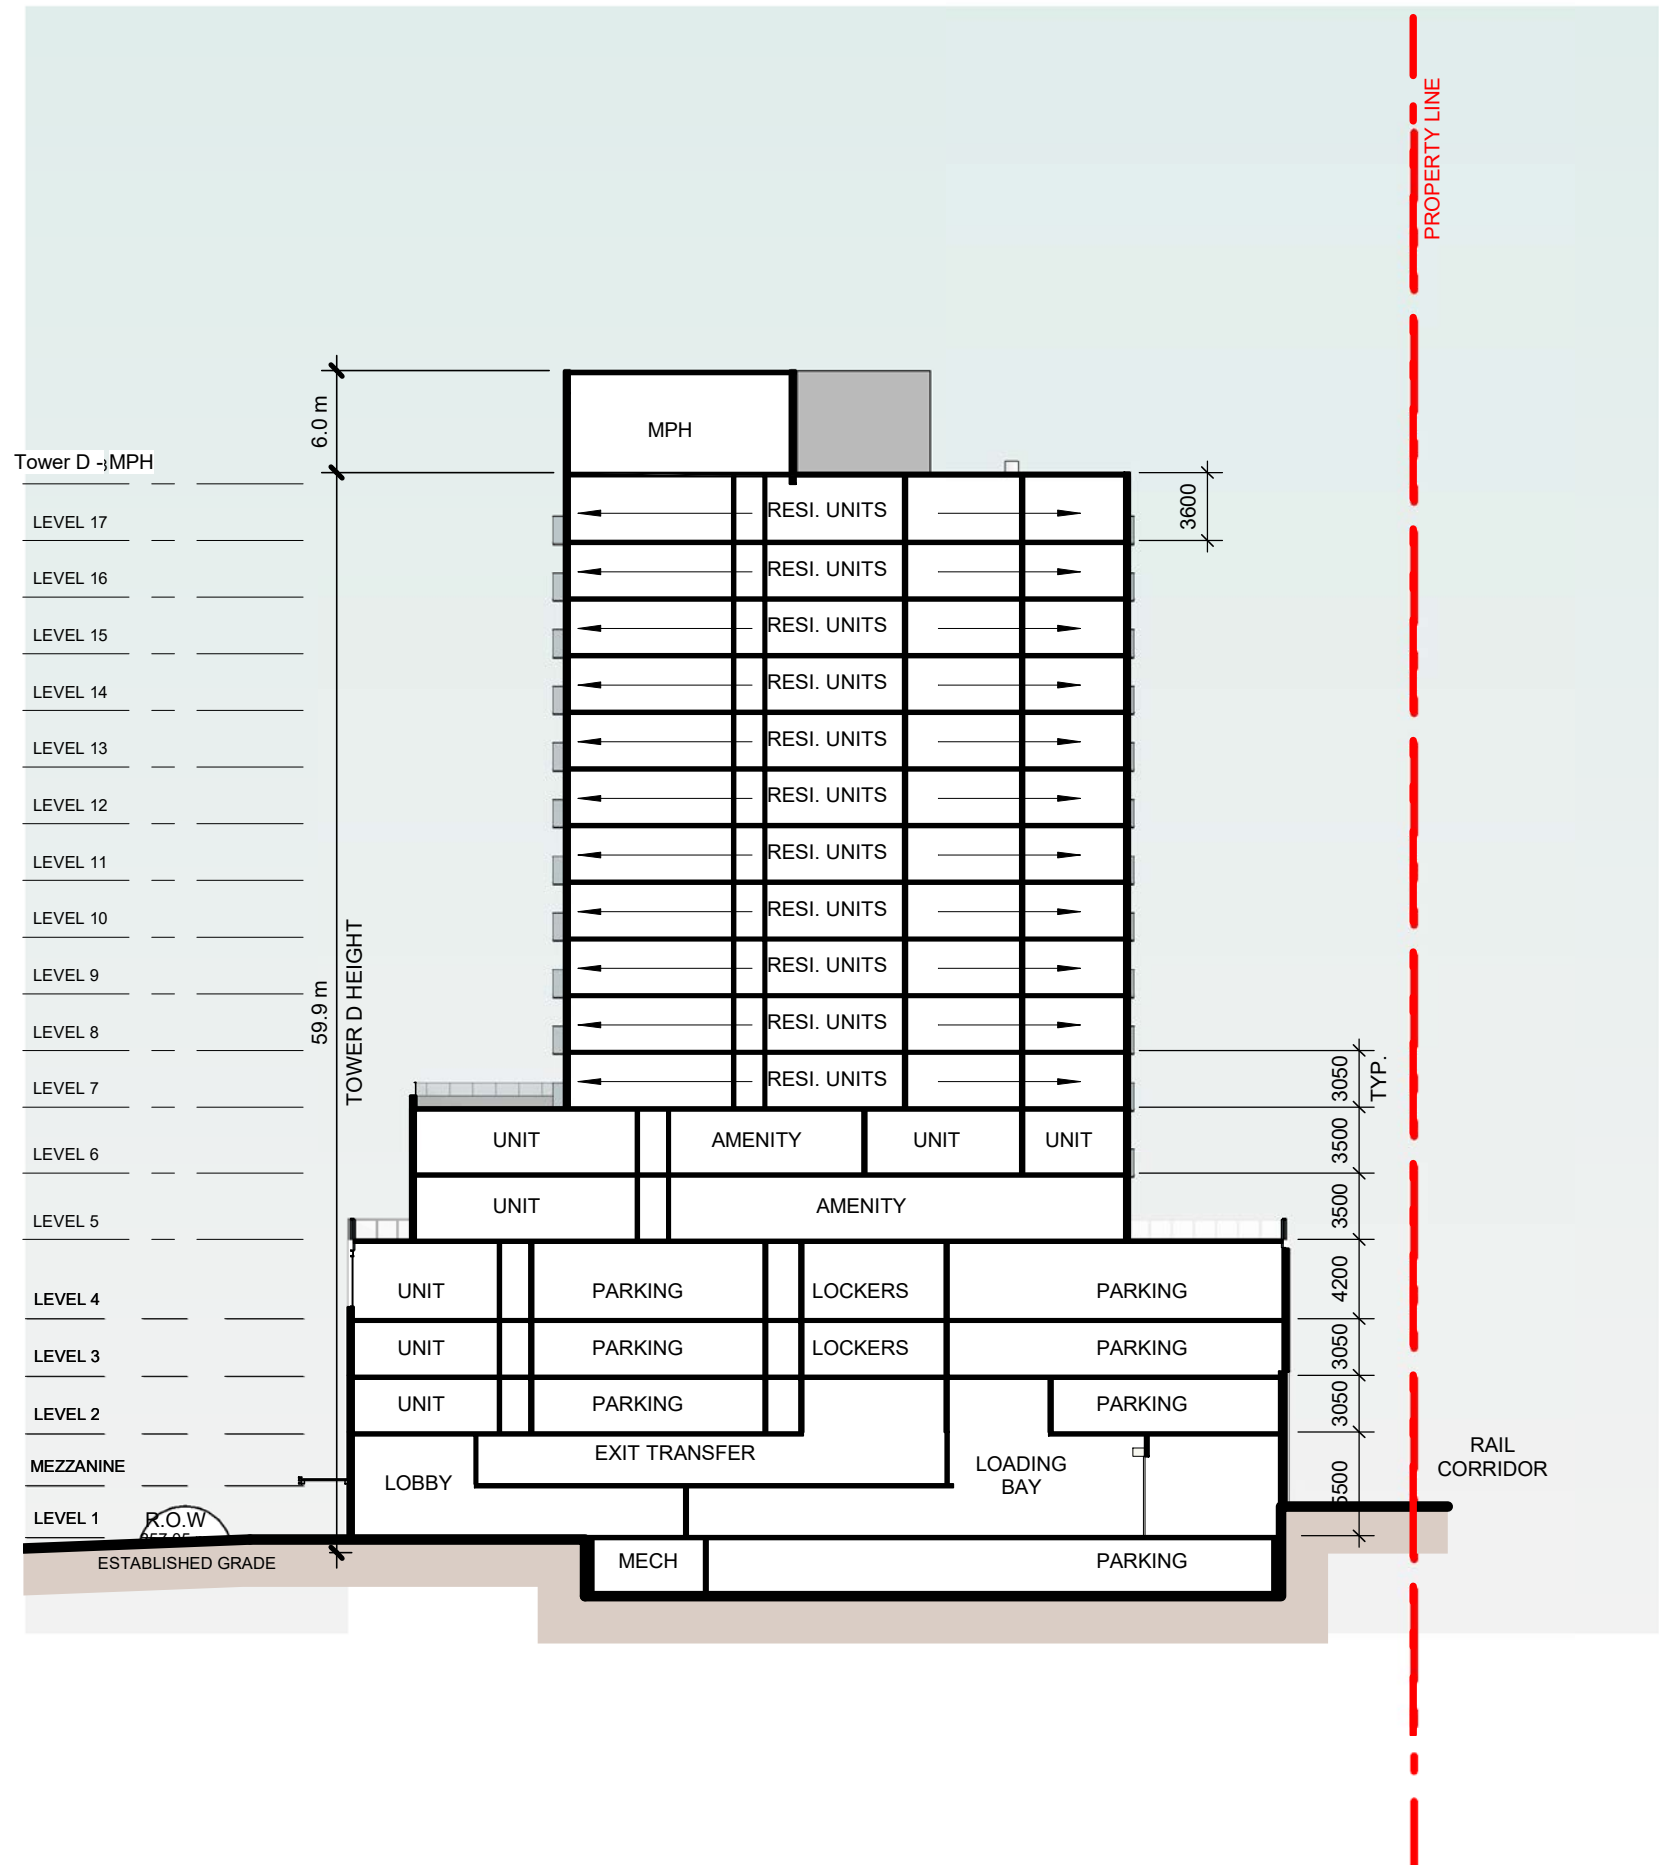 PROPERTY LINE
6.0 m
MPH
Tower D - MPH
3600
LEVEL 17
RESI. UNITS
LEVEL 16
RESI. UNITS
LEVEL 15
RESI. UNITS
LEVEL 14
RESI. UNITS
LEVEL 13
RESI. UNITS
LEVEL 12
RESI. UNITS
LEVEL 11
RESI. UNITS
LEVEL 10
RESI. UNITS
LEVEL 9
RESI. UNITS
LEVEL 8
RESI. UNITS
LEVEL 7
RESI. UNITS
59.9 m
TOWER D HEIGHT
3050
TYP.
LEVEL 6
UNIT AMENITY UNIT UNIT
3500
LEVEL 5
UNIT AMENITY
3500
LEVEL 4
UNIT PARKING LOCKERS PARKING
4200
LEVEL 3
UNIT PARKING LOCKERS PARKING
3050
LEVEL 2
UNIT PARKING PARKING
3050
MEZZANINE
EXIT TRANSFER
LOBBY
LOADING
BAY
5500
RAIL
CORRIDOR
LEVEL 1
R.O.W
ESTABLISHED GRADE
MECH PARKING